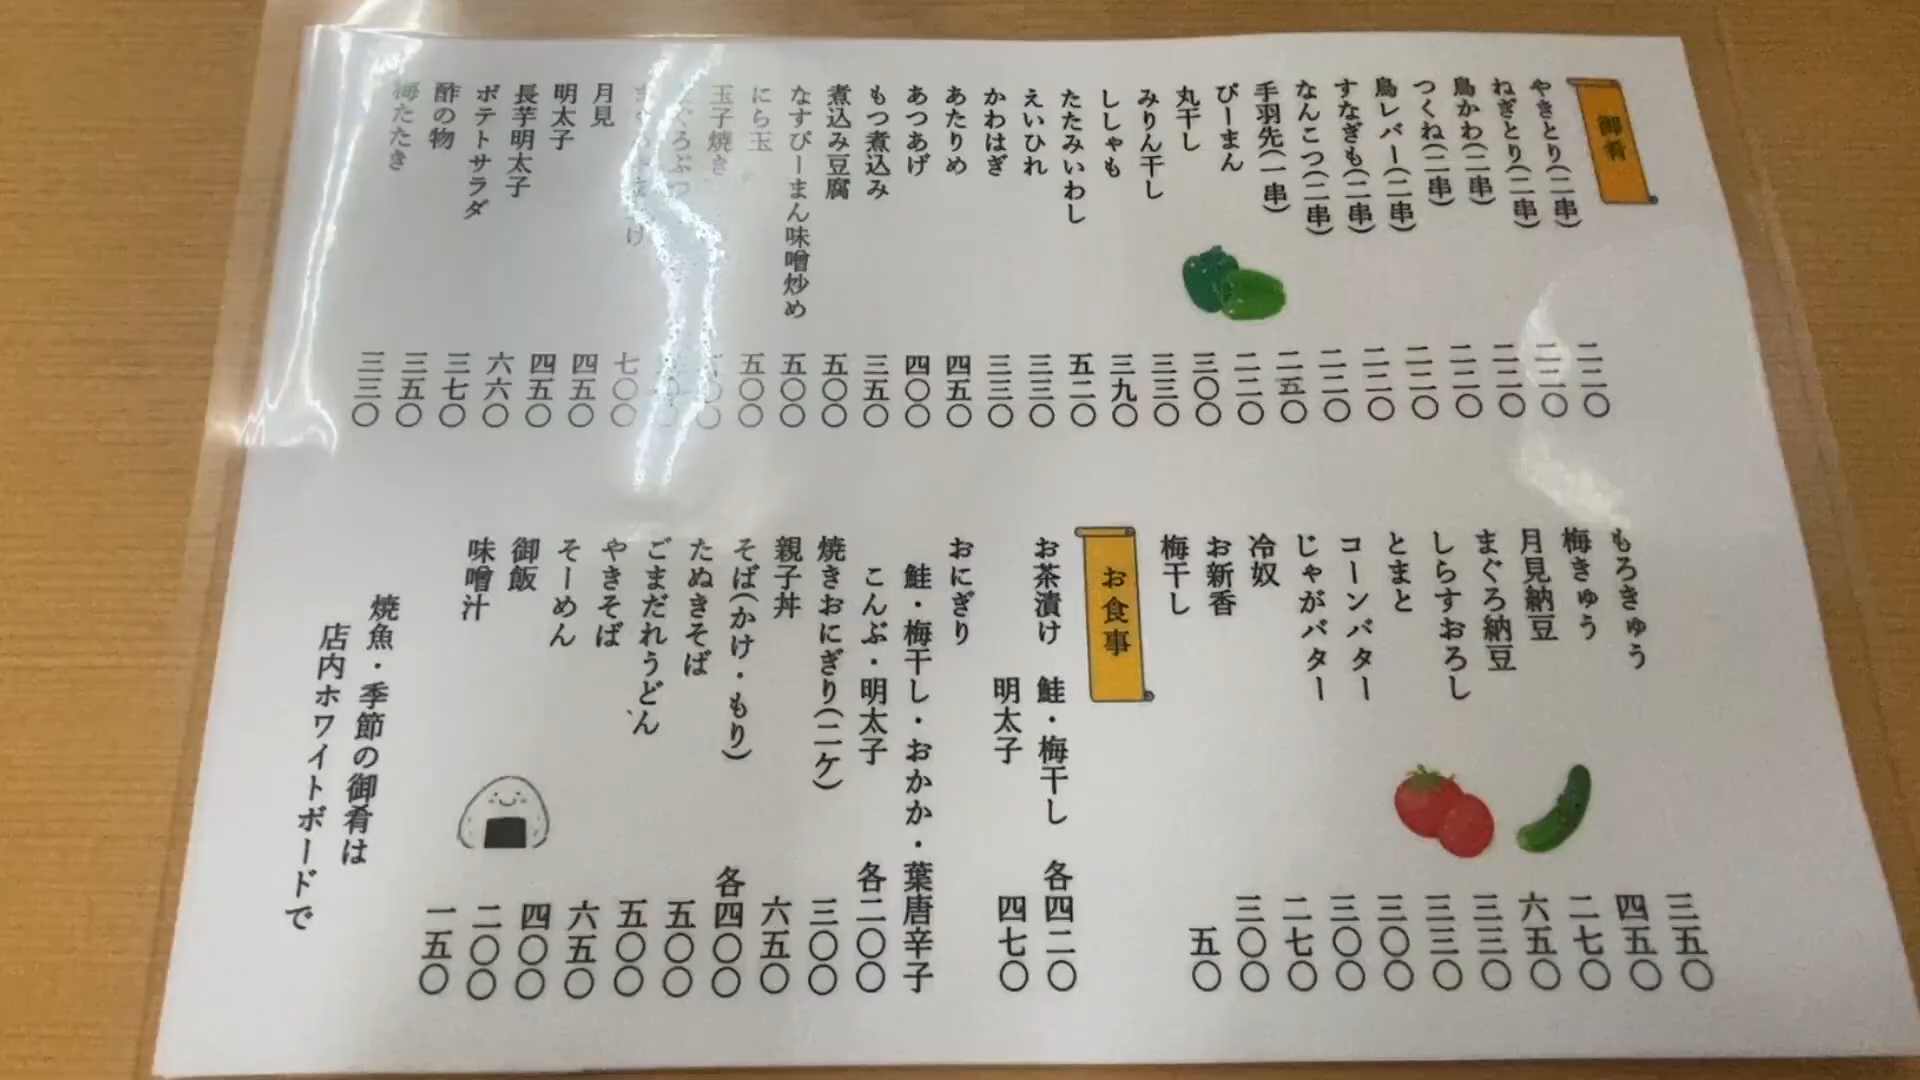 御肴
やきとり(二串) 二二〇
ねぎとり(二串) 二二〇
鳥かわ(二串) 二二〇
つくね(二串) 二二〇
鳥レバー(二串) 二二〇
すなぎも(二串) 二二〇
なんこつ(二串) 二二〇
手羽先(一串) 二五〇
ぴーまん 二二〇
丸干し 三〇〇
みりん干し 三三〇
ししゃも 三九〇
たたみいわし 五二〇
えいひれ 三三〇
かわはぎ 三三〇
あたりめ 四五〇
あつあげ 四〇〇
もつ煮込み 三五〇
煮込み豆腐 五〇〇
なすぴーまん味噌炒め 五〇〇
にら玉 五〇〇
玉子焼き
まぐろぶつ
七〇〇
月見 四五〇
明太子 四五〇
長芋明太子 六六〇
ポテトサラダ 三七〇
酢の物 三五〇
梅たたき 三三〇
もろきゅう 三五〇
梅きゅう 四五〇
月見納豆 二七〇
まぐろ納豆 六五〇
しらすおろし 三三〇
とまと 三三〇
コーンバター 三〇〇
じゃがバター 三〇〇
冷奴 二七〇
お新香 三〇〇
梅干し 五〇
お食事
お茶漬け 鮭・梅干し 各四二〇
明太子 四七〇
おにぎり
鮭・梅干し・おかか・葉唐辛子
こんぶ・明太子 各二〇〇
焼きおにぎり(二ケ) 三〇〇
親子丼 六五〇
そば(かけ・もり) 各四〇〇
たぬきそば 五〇〇
ごまだれうどん 五〇〇
やきそば 六五〇
そーめん 四〇〇
御飯 二〇〇
味噌汁 一五〇
焼魚・季節の御肴は
店内ホワイトボードで